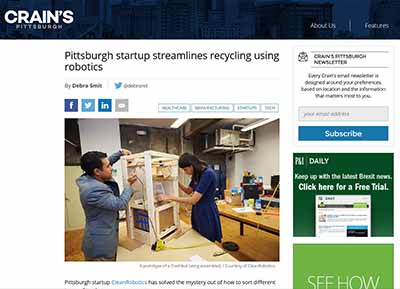 CRAIN'S
PITTSBURGH
About Us
Features
Pittsburgh startup streamlines recycling using
robotics
By Debra Smit
@debrasmit
HEALTHCARE
MANUFACTURING
STARTUPS
TECH
A prototype of a TrashBot being assembled. / Courtesy of CleanRobotics
Pittsburgh startup CleanRobotics has solved the mystery out of how to sort different
CRAIN'S PITTSBURGH
NEWSLETTER
Every Crain's email newsletter is
designed around your preferences,
based on location and the information
that matters most to you.
your email address
Subscribe
P&I DAILY
Keep up with the latest Brexit news.
Click here for a Free Trial.
SEE HOW